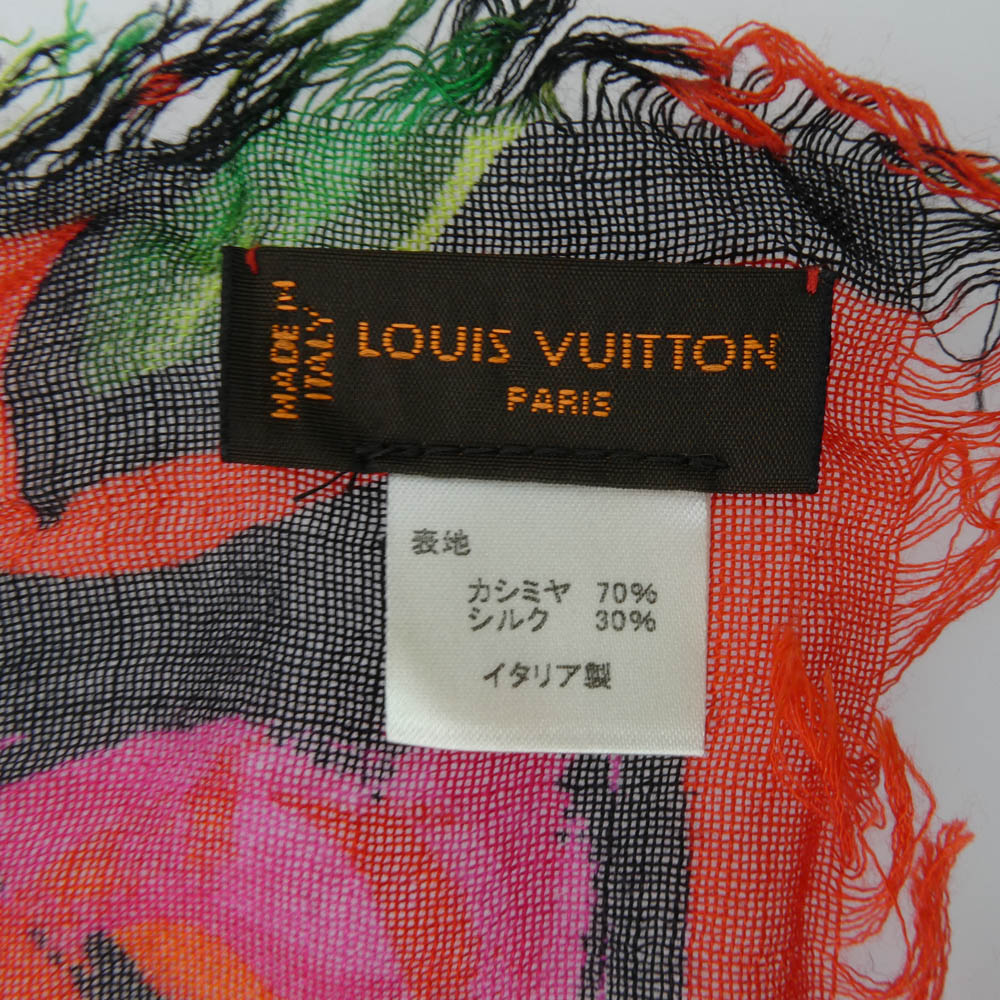 MADE IN
ITALY
LOUIS VUITTON
PARIS
表地
カシミヤ 70%
シルク 30%
イタリア製